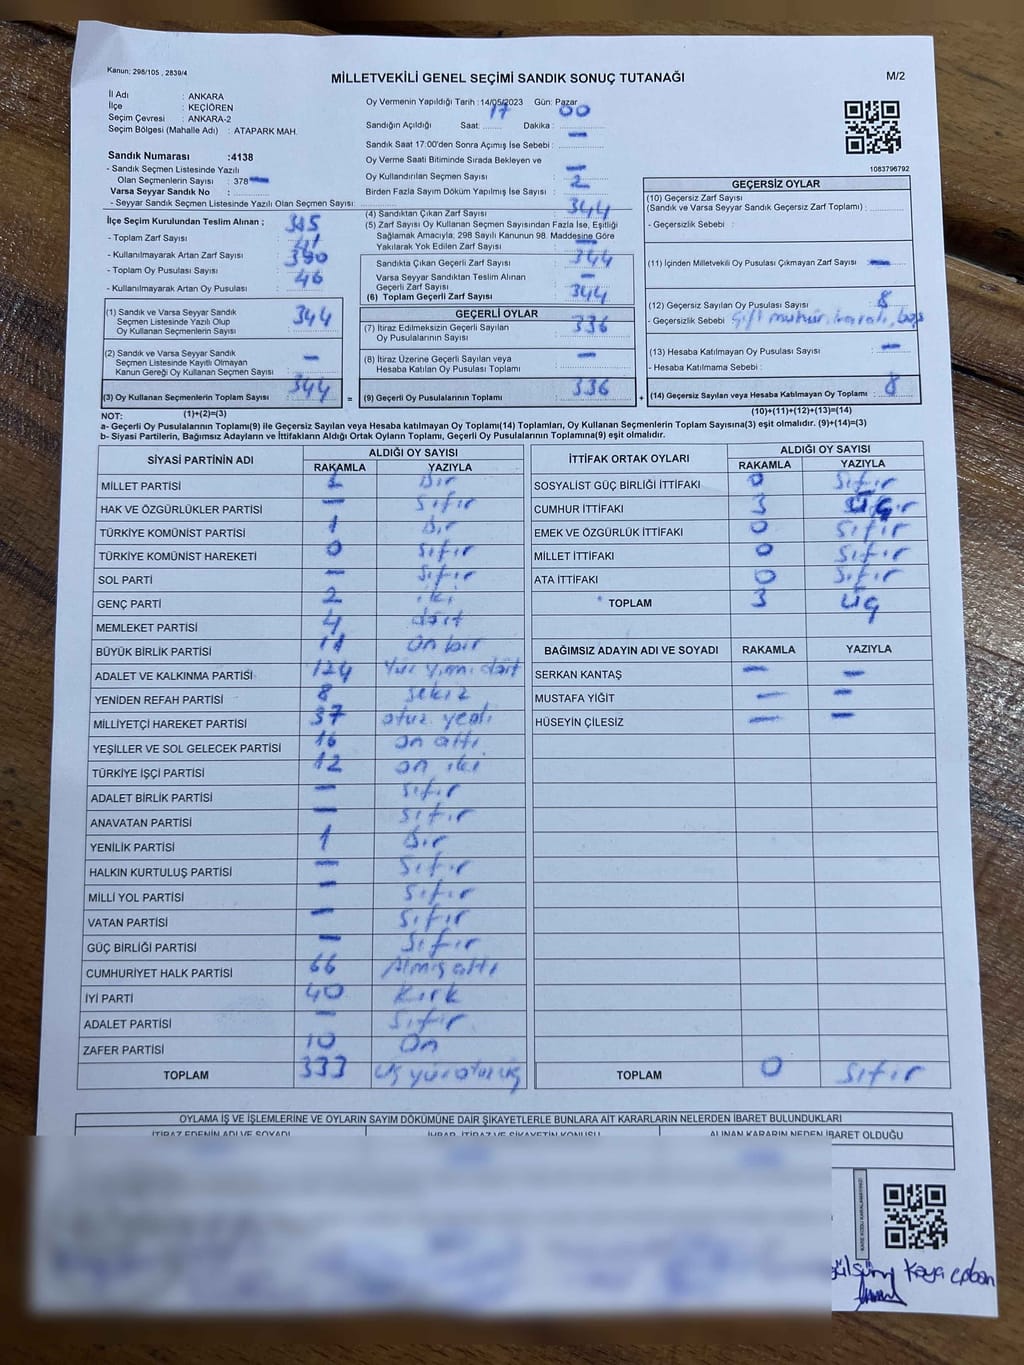 Kanun: 298/105 , 2839/4
MİLLETVEKİLİ GENEL SEÇİMİ SANDIK SONUÇ TUTANAĞI
M/2
İl Adı : ANKARA
İlçe : KEÇİÖREN
Seçim Çevresi : ANKARA-2
Seçim Bölgesi (Mahalle Adı) : ATAPARK MAH.
Sandık Numarası :4138
- Sandık Seçmen Listesinde Yazılı
Olan Seçmenlerin Sayısı : 378
Varsa Seyyar Sandık No :
- Seyyar Sandık Seçmen Listesinde Yazılı Olan Seçmen Sayısı:
Oy Vermenin Yapıldığı Tarih : 14/05/2023 Gün: Pazar
Sandığın Açıldığı Saat: 17 Dakika : 00
Sandık Saat 17:00'den Sonra Açımış İse Sebebi : —
Oy Verme Saati Bitiminde Sırada Bekleyen ve
Oy Kullandırılan Seçmen Sayısı : —
Birden Fazla Sayım Döküm Yapılmış İse Sayısı : 2
1083796792
İlçe Seçim Kurulundan Teslim Alınan ;
- Toplam Zarf Sayısı : 385
- Kullanılmayarak Artan Zarf Sayısı : 41
- Toplam Oy Pusulası Sayısı : 390
- Kullanılmayarak Artan Oy Pusulası : 46
(1) Sandık ve Varsa Seyyar Sandık
Seçmen Listesinde Yazılı Olup
Oy Kullanan Seçmenlerin Sayısı : 344
(2) Sandık ve Varsa Seyyar Sandık
Seçmen Listesinde Kayıtlı Olmayan
Kanun Gereği Oy Kullanan Seçmen Sayısı : —
(3) Oy Kullanan Seçmenlerin Toplam Sayısı : 344 =
(4) Sandıktan Çıkan Zarf Sayısı : 344
(5) Zarf Sayısı Oy Kullanan Seçmen Sayısından Fazla İse, Eşitliği
Sağlamak Amacıyla; 298 Sayılı Kanunun 98. Maddesine Göre
Yakılarak Yok Edilen Zarf Sayısı : —
Sandıkta Çıkan Geçerli Zarf Sayısı : 344
Varsa Seyyar Sandıktan Teslim Alınan
Geçerli Zarf Sayısı : —
(6) Toplam Geçerli Zarf Sayısı : 344
GEÇERLİ OYLAR
(7) İtiraz Edilmeksizin Geçerli Sayılan
Oy Pusulalarının Sayısı : 336
(8) İtiraz Üzerine Geçerli Sayılan veya
Hesaba Katılan Oy Pusulası Toplamı : —
(9) Geçerli Oy Pusulalarının Toplamı : 336 +
GEÇERSİZ OYLAR
(10) Geçersiz Zarf Sayısı
(Sandık ve Varsa Seyyar Sandık Geçersiz Zarf Toplamı) :
- Geçersizlik Sebebi :
(11) İçinden Milletvekili Oy Pusulası Çıkmayan Zarf Sayısı : —
(12) Geçersiz Sayılan Oy Pusulası Sayısı : 8
- Geçersizlik Sebebi : Çift mühür,
(13) Hesaba Katılmayan Oy Pusulası Sayısı : —
- Hesaba Katılmama Sebebi :
(14) Geçersiz Sayılan veya Hesaba Katılmayan Oy Toplamı : 8
NOT: (1)+(2)=(3) (10)+(11)+(12)+(13)=(14)
a- Geçerli Oy Pusulalarının Toplamı(9) ile Geçersiz Sayılan veya Hesaba katılmayan Oy Toplamı(14) Toplamları, Oy Kullanan Seçmenlerin Toplam Sayısına(3) eşit olmalıdır. (9)+(14)=(3)
b- Siyasi Partilerin, Bağımsız Adayların ve İttifakların Aldığı Ortak Oyların Toplamı, Geçerli Oy Pusulalarının Toplamına(9) eşit olmalıdır.
SİYASİ PARTİNİN ADI ALDIĞI OY SAYISI
RAKAMLA YAZIYLA
MİLLET PARTİSİ 1 Bir
HAK VE ÖZGÜRLÜKLER PARTİSİ — Sıfır
TÜRKİYE KOMÜNİST PARTİSİ 1 Bir
TÜRKİYE KOMÜNİST HAREKETİ 0 Sıfır
SOL PARTİ — Sıfır
GENÇ PARTİ 2 iki
MEMLEKET PARTİSİ 4 dört
BÜYÜK BİRLİK PARTİSİ 11 On bir
ADALET VE KALKINMA PARTİSİ 124 Yüz yirmi dört
YENİDEN REFAH PARTİSİ 8 Sekiz
MİLLİYETÇİ HAREKET PARTİSİ 37 otuz yedi
YEŞİLLER VE SOL GELECEK PARTİSİ 16 on altı
TÜRKİYE İŞÇİ PARTİSİ 12 on iki
ADALET BİRLİK PARTİSİ — Sıfır
ANAVATAN PARTİSİ — Sıfır
YENİLİK PARTİSİ 1 Bir
HALKIN KURTULUŞ PARTİSİ — Sıfır
MİLLİ YOL PARTİSİ — Sıfır
VATAN PARTİSİ — Sıfır
GÜÇ BİRLİĞİ PARTİSİ — Sıfır
CUMHURİYET HALK PARTİSİ 66 Atmış altı
İYİ PARTİ 40 Kırk
ADALET PARTİSİ — Sıfır
ZAFER PARTİSİ 10 On
TOPLAM 333 Üç yüz otuz üç
İTTİFAK ORTAK OYLARI ALDIĞI OY SAYISI
RAKAMLA YAZIYLA
SOSYALİST GÜÇ BİRLİĞİ İTTİFAKI 0 Sıfır
CUMHUR İTTİFAKI 3 üç
EMEK VE ÖZGÜRLÜK İTTİFAKI 0 Sıfır
MİLLET İTTİFAKI 0 Sıfır
ATA İTTİFAKI 0 Sıfır
TOPLAM 3 üç
BAĞIMSIZ ADAYIN ADI VE SOYADI RAKAMLA YAZIYLA
SERKAN KANTAŞ — —
MUSTAFA YİĞİT — —
HÜSEYİN ÇİLESİZ — —
TOPLAM 0 Sıfır
OYLAMA İŞ VE İŞLEMLERİNE VE OYLARIN SAYIM DÖKÜMÜNE DAİR ŞİKAYETLERLE BUNLARA AİT KARARLARIN NELERDEN İBARET BULUNDUKLARI
İTİRAZ EDENİN ADI VE SOYADI İHBAR, İTİRAZ VE ŞİKAYETİN KONUSU ALINAN KARARIN NEDEN İBARET OLDUĞU
Kaya çoban